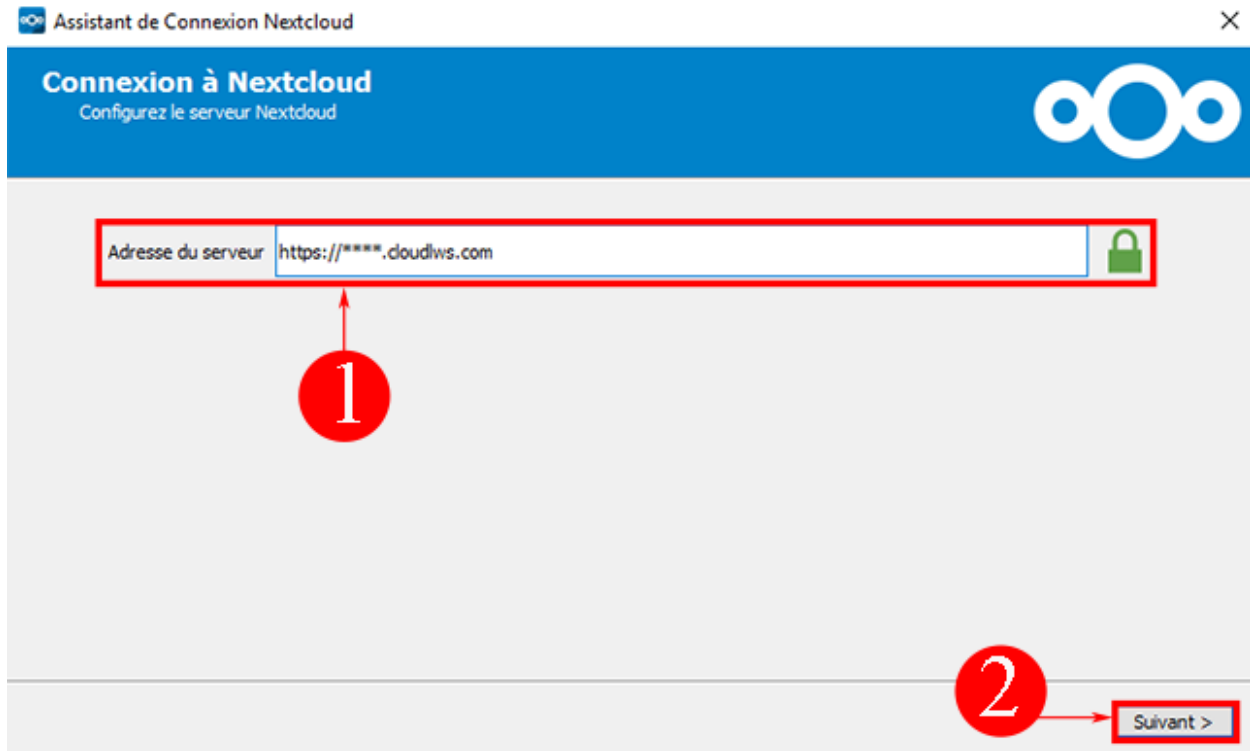 Assistant de Connexion Nextcloud
Connexion à Nextcloud
Configurez le serveur Nextcloud
Adresse du serveur https://****.cloudlws.com
1
2
Suivant >